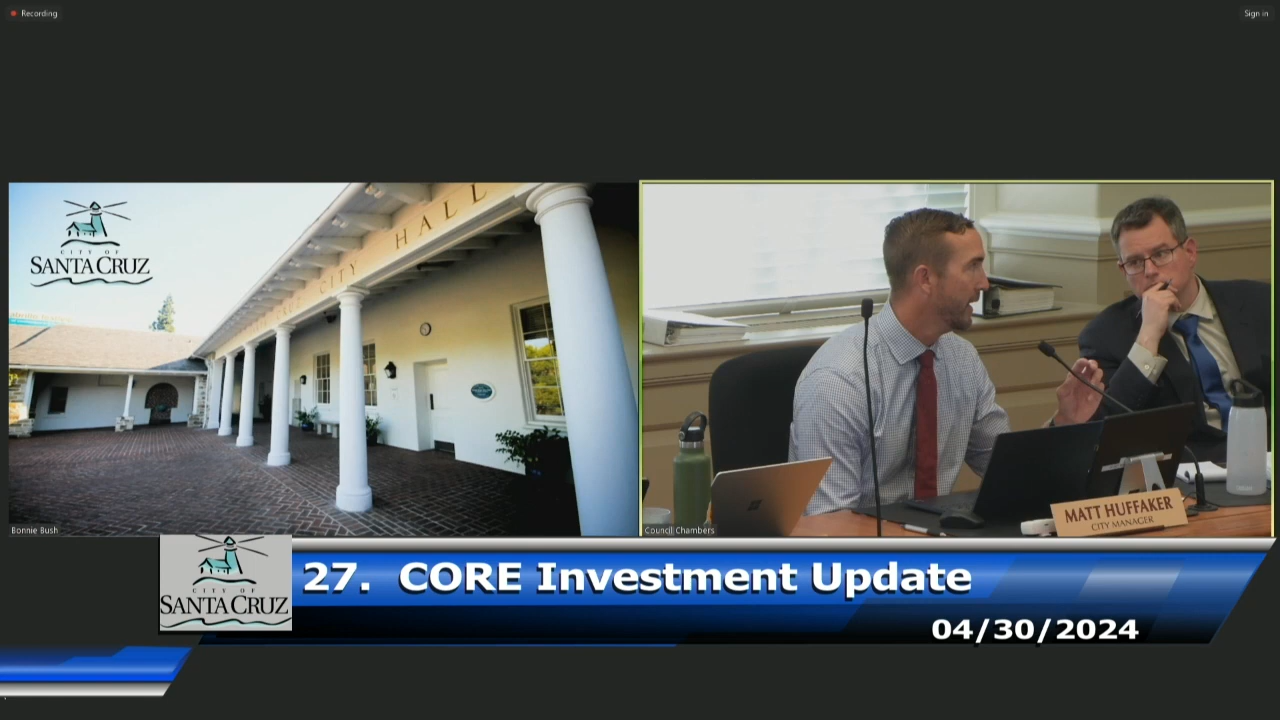 Recording
Sign in
CITY OF
SANTA CRUZ
CITY HALL
Bonnie Bush
Council Chambers
MATT HUFFAKER
CITY MANAGER
CITY OF
SANTA CRUZ
27. CORE Investment Update
04/30/2024